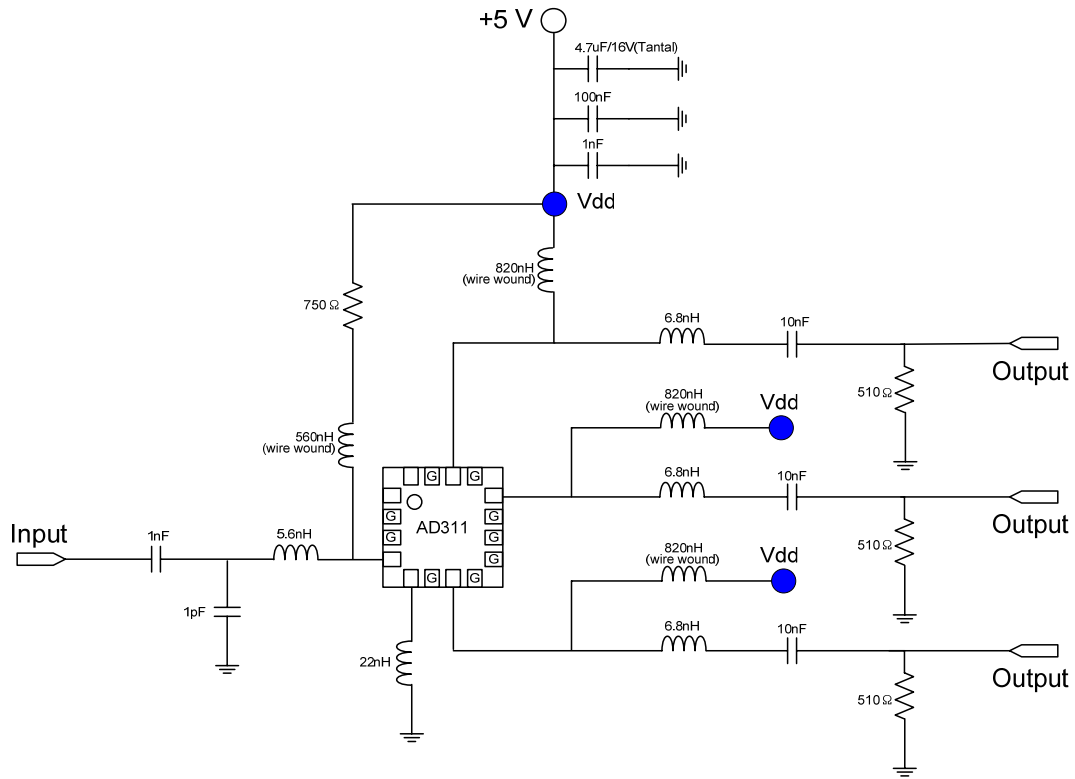 +5 V
4.7uF/16V(Tantal)
100nF
1nF
Vdd
820nH
(wire wound)
750 Ω
6.8nH
10nF
Output
510 Ω
820nH
(wire wound)
Vdd
560nH
(wire wound)
6.8nH
10nF
Output
510 Ω
G
G
G
G
G
G
G
G
G
AD311
Input
1nF
5.6nH
1pF
820nH
(wire wound)
Vdd
6.8nH
10nF
Output
510 Ω
22nH